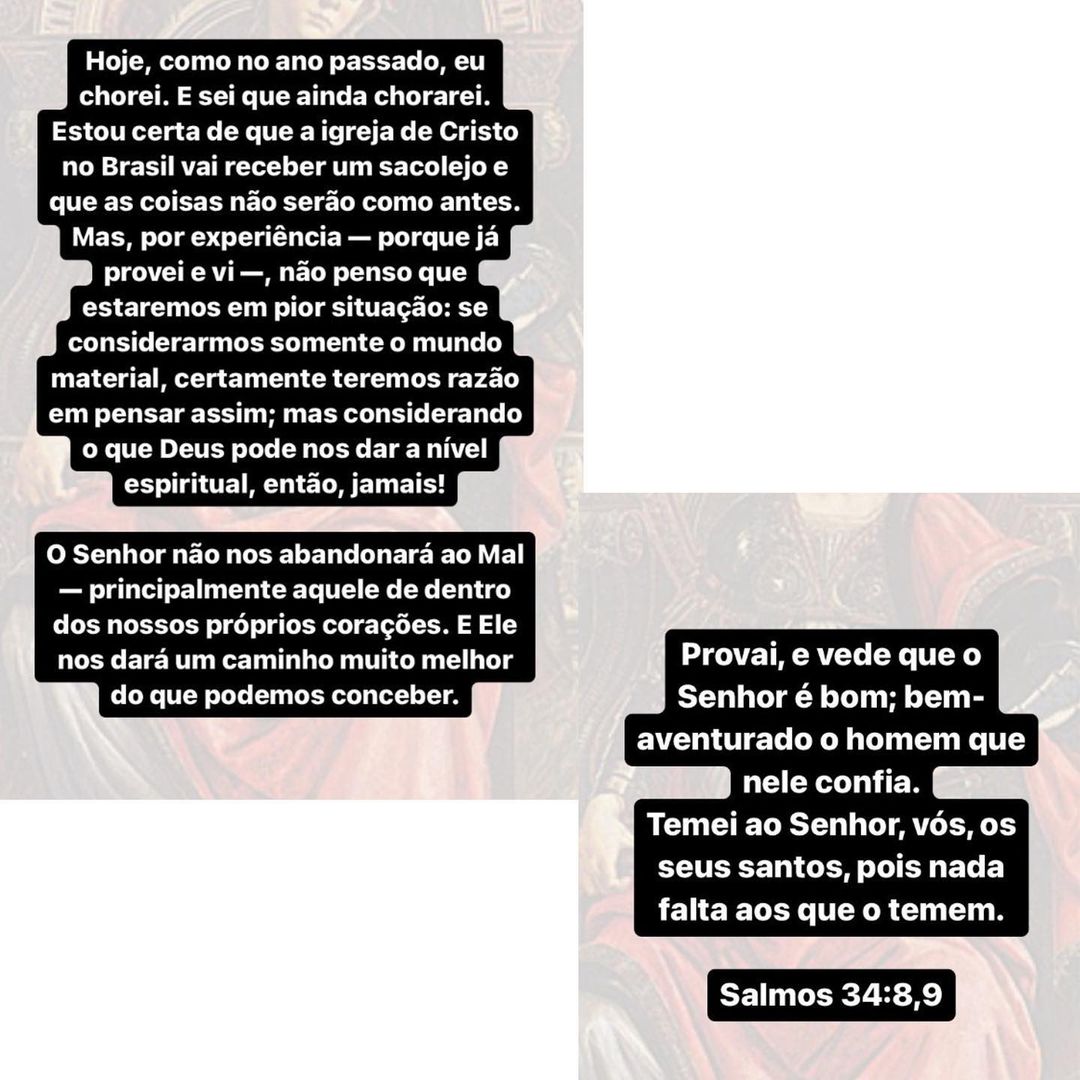 Hoje, como no ano passado, eu
chorei. E sei que ainda chorarei.
Estou certa de que a igreja de Cristo
no Brasil vai receber um sacolejo e
que as coisas não serão como antes.
Mas, por experiência — porque já
provei e vi —, não penso que
estaremos em pior situação: se
considerarmos somente o mundo
material, certamente teremos razão
em pensar assim; mas considerando
o que Deus pode nos dar a nível
espiritual, então, jamais!
O Senhor não nos abandonará ao Mal
— principalmente aquele de dentro
dos nossos próprios corações. E Ele
nos dará um caminho muito melhor
do que podemos conceber.
Provai, e vede que o
Senhor é bom; bem-
aventurado o homem que
nele confia.
Temei ao Senhor, vós, os
seus santos, pois nada
falta aos que o temem.
Salmos 34:8,9